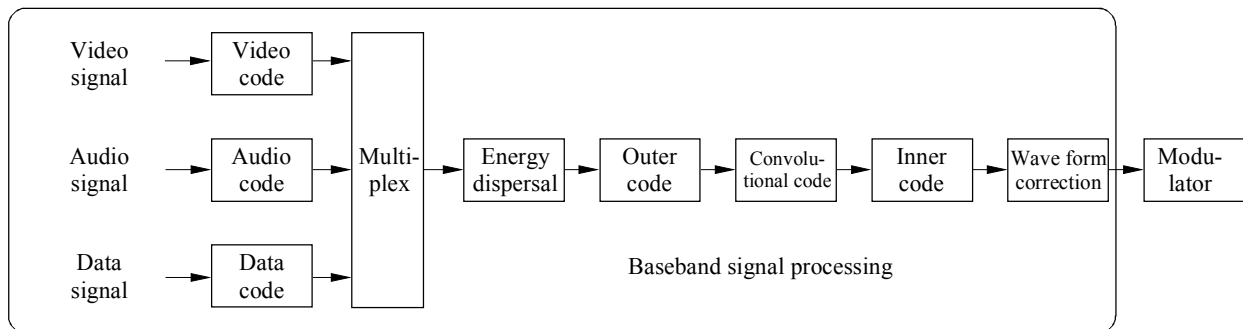 Video
signal
Video
code
Audio
signal
Audio
code
Data
signal
Data
code
Multi-
plex
Energy
dispersal
Outer
code
Convolu-
tional code
Inner
code
Wave form
correction
Modu-
lator
Baseband signal processing